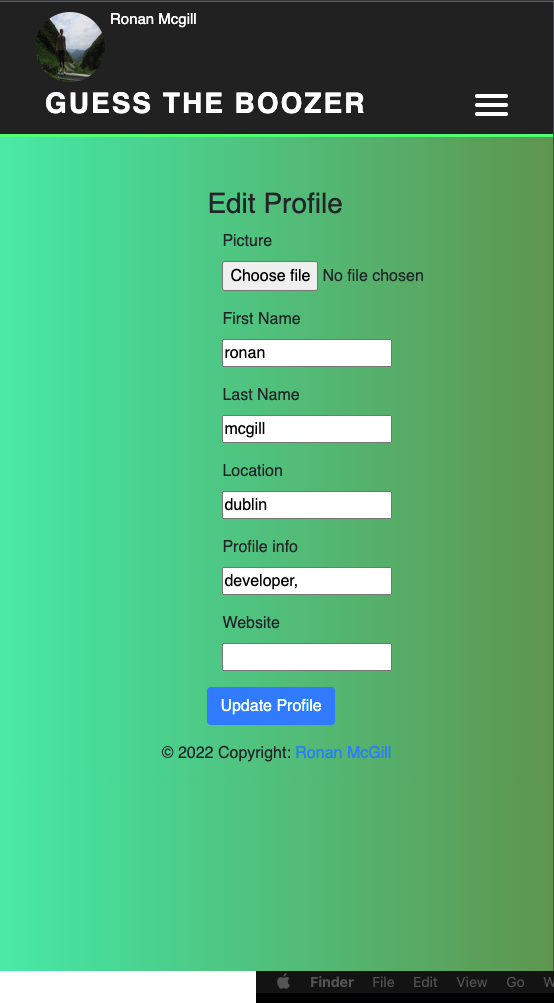 Ronan Mcgill
GUESS THE BOOZER
Edit Profile
Picture
Choose file No file chosen
First Name
ronan
Last Name
mcgill
Location
dublin
Profile info
developer,
Website
Update Profile
© 2022 Copyright: Ronan McGill
Finder File Edit View Go